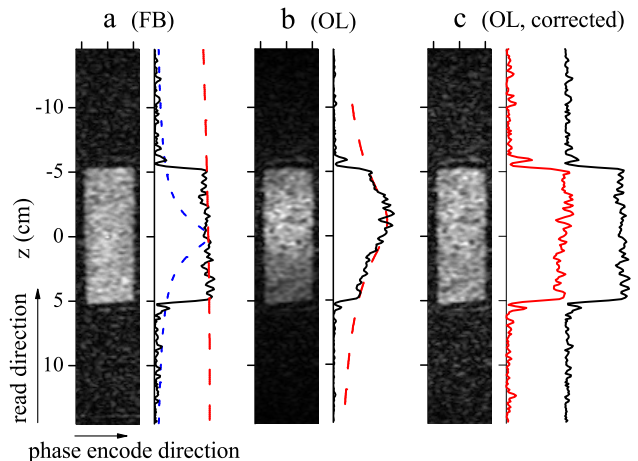 a (FB)
b (OL)
c (OL, corrected)
-10
-5
0
5
10
z (cm)
read direction
phase encode direction